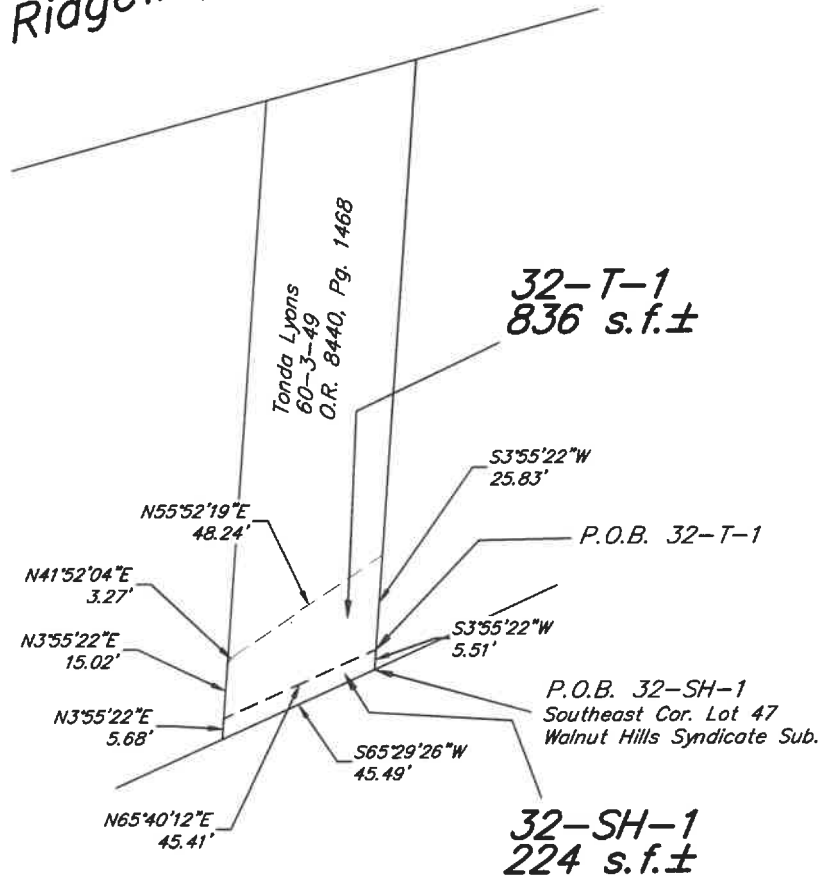 32-T-1
836 s.f.±
Tonda Lyons
60-3-49
O.R. 8440, Pg. 1468
S3°55'22"W
25.83'
N55°52'19"E
48.24'
P.O.B. 32-T-1
N41°52'04"E
3.27'
N3°55'22"E
15.02'
S3°55'22"W
5.51'
N3°55'22"E
5.68'
P.O.B. 32-SH-1
Southeast Cor. Lot 47
Walnut Hills Syndicate Sub.
S65°29'26"W
45.49'
N65°40'12"E
45.41'
32-SH-1
224 s.f.±